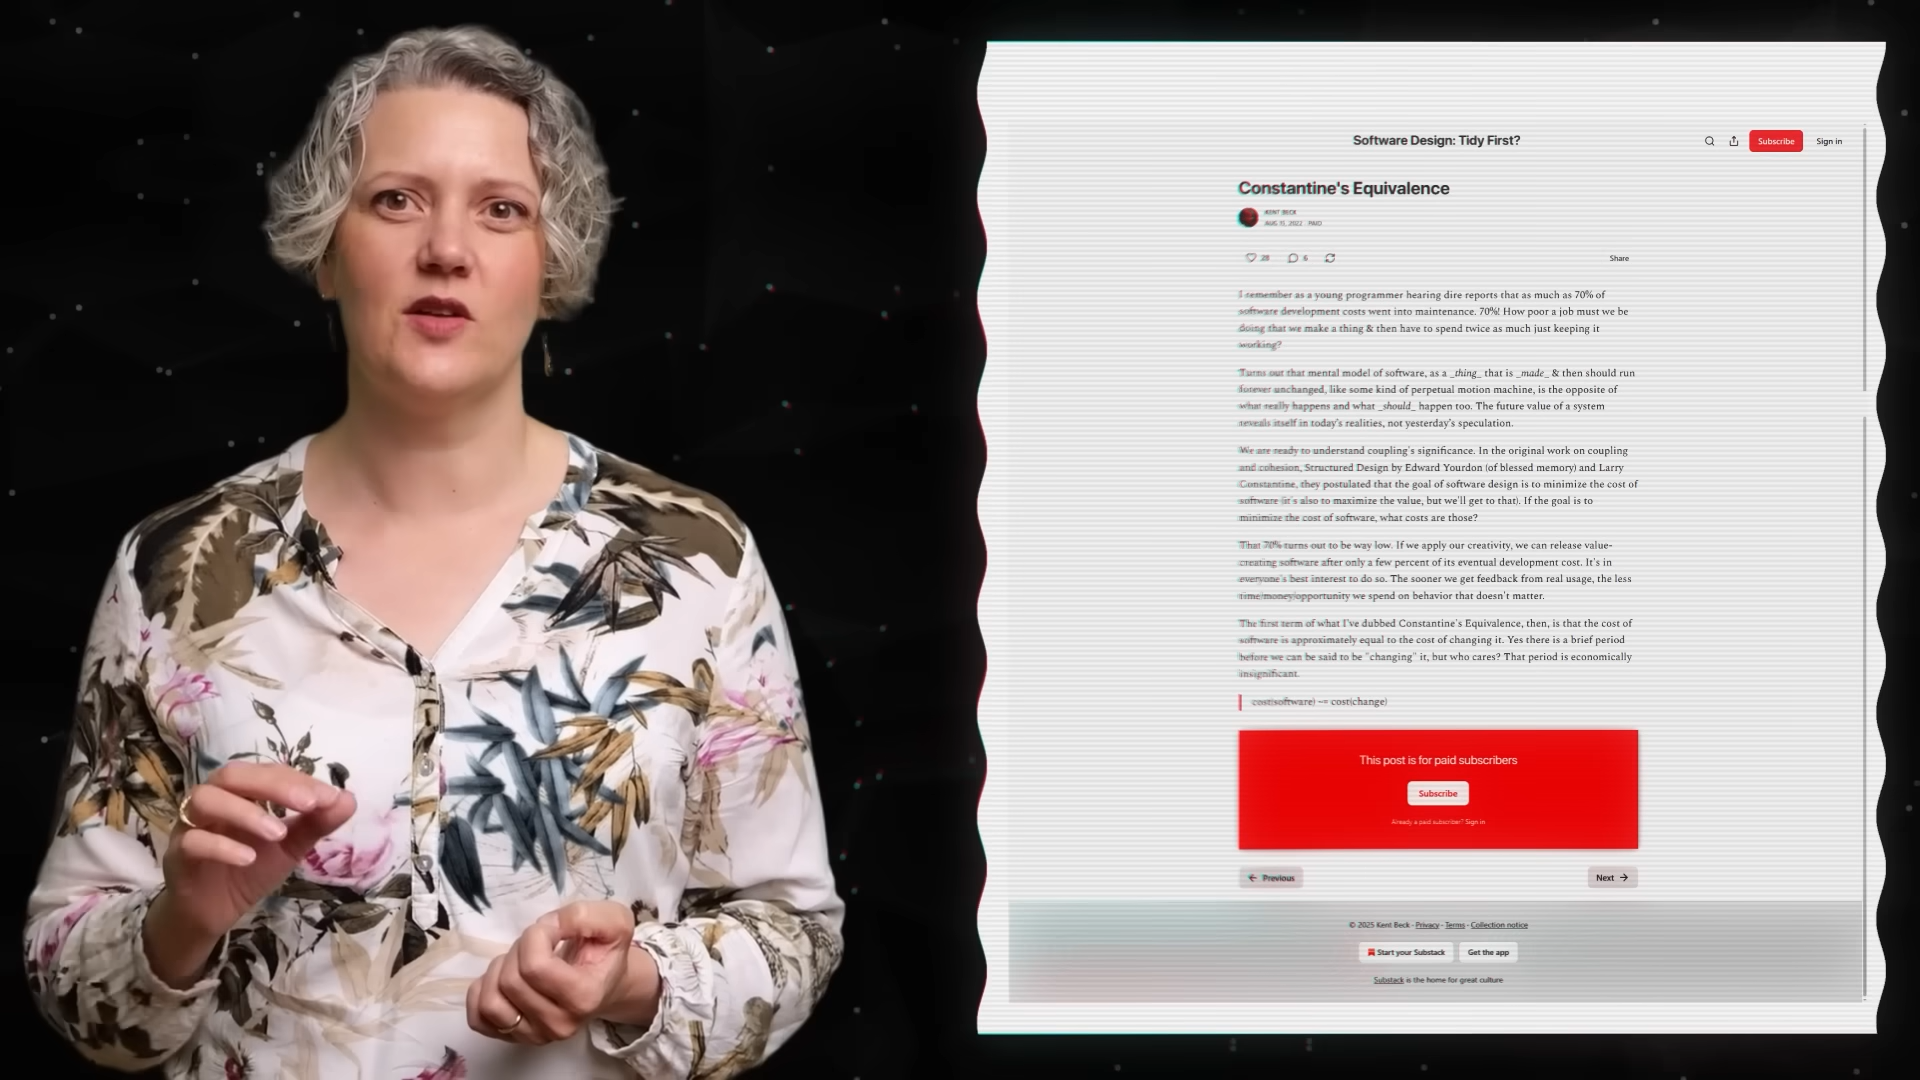 Software Design: Tidy First?
Subscribe
Sign in
Constantine's Equivalence
KENT BECK
AUG 11, 2022 · PAID
28
6
Share
I remember as a young programmer hearing dire reports that as much as 70% of
software development costs went into maintenance. 70%! How poor a job must we be
doing that we make a thing & then have to spend twice as much just keeping it
working?
Turns out that mental model of software, as a _thing_ that is _made_ & then should run
forever unchanged, like some kind of perpetual motion machine, is the opposite of
what really happens and what _should_ happen too. The future value of a system
reveals itself in today's realities, not yesterday's speculation.
We are ready to understand coupling's significance. In the original work on coupling
and cohesion, Structured Design by Edward Yourdon (of blessed memory) and Larry
Constantine, they postulated that the goal of software design is to minimize the cost of
software (it's also to maximize the value, but we'll get to that). If the goal is to
minimize the cost of software, what costs are those?
That 70% turns out to be way low. If we apply our creativity, we can release value-
creating software after only a few percent of its eventual development cost. It's in
everyone's best interest to do so. The sooner we get feedback from real usage, the less
time/money/opportunity we spend on behavior that doesn't matter.
The first term of what I've dubbed Constantine's Equivalence, then, is that the cost of
software is approximately equal to the cost of changing it. Yes there is a brief period
before we can be said to be "changing" it, but who cares? That period is economically
insignificant.
cost(software) ~= cost(change)
This post is for paid subscribers
Subscribe
Already a paid subscriber? Sign in
← Previous
Next →
© 2025 Kent Beck · Privacy · Terms · Collection notice
Start your Substack
Get the app
Substack is the home for great culture